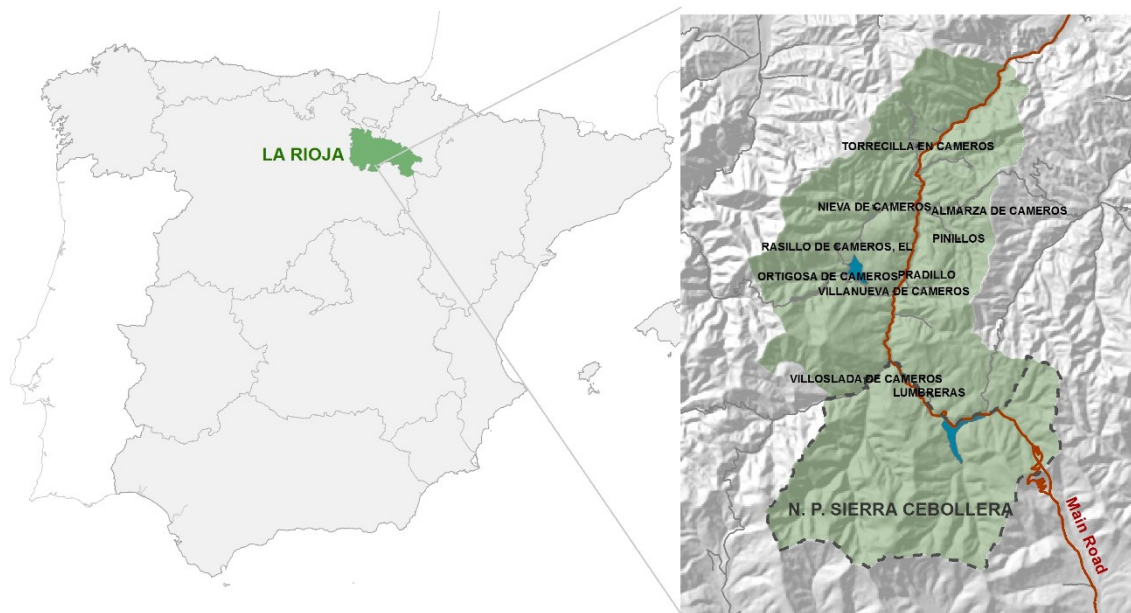 LA RIOJA
TORRECILLA EN CAMEROS
NIEVA DE CAMEROS
ALMARZA DE CAMEROS
PINILLOS
RASILLO DE CAMEROS, EL
ORTIGOSA DE CAMEROS
PRADILLO
VILLANUEVA DE CAMEROS
VILLOSLADA DE CAMEROS
LUMBRERAS
N. P. SIERRA CEBOLLERA
Main Road